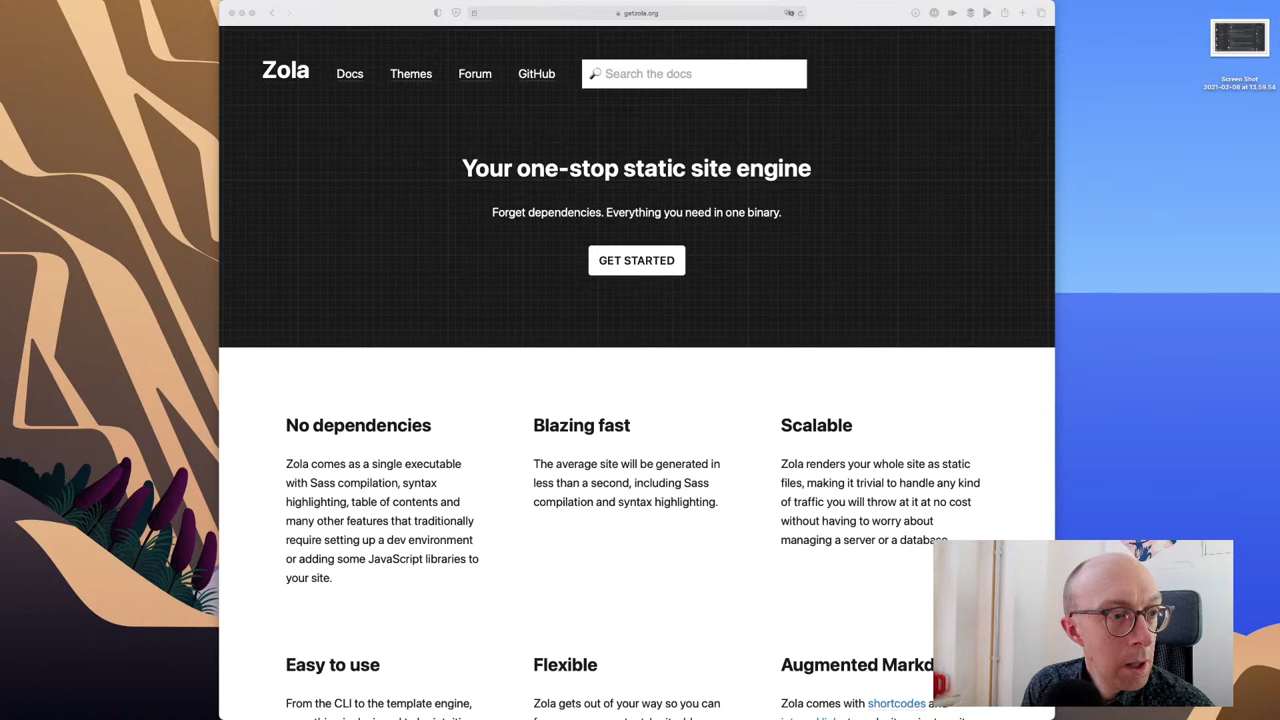 getzola.org
Zola
Docs
Themes
Forum
GitHub
Search the docs
Screen Shot
2021-02-08 at 13.59.54
Your one-stop static site engine
Forget dependencies. Everything you need in one binary.
GET STARTED
No dependencies
Zola comes as a single executable
with Sass compilation, syntax
highlighting, table of contents and
many other features that traditionally
require setting up a dev environment
or adding some JavaScript libraries to
your site.
Blazing fast
The average site will be generated in
less than a second, including Sass
compilation and syntax highlighting.
Scalable
Zola renders your whole site as static
files, making it trivial to handle any kind
of traffic you will throw at it at no cost
without having to worry about
managing a server or a database.
Easy to use
From the CLI to the template engine,
Flexible
Zola gets out of your way so you can
Augmented Markd
Zola comes with shortcodes and